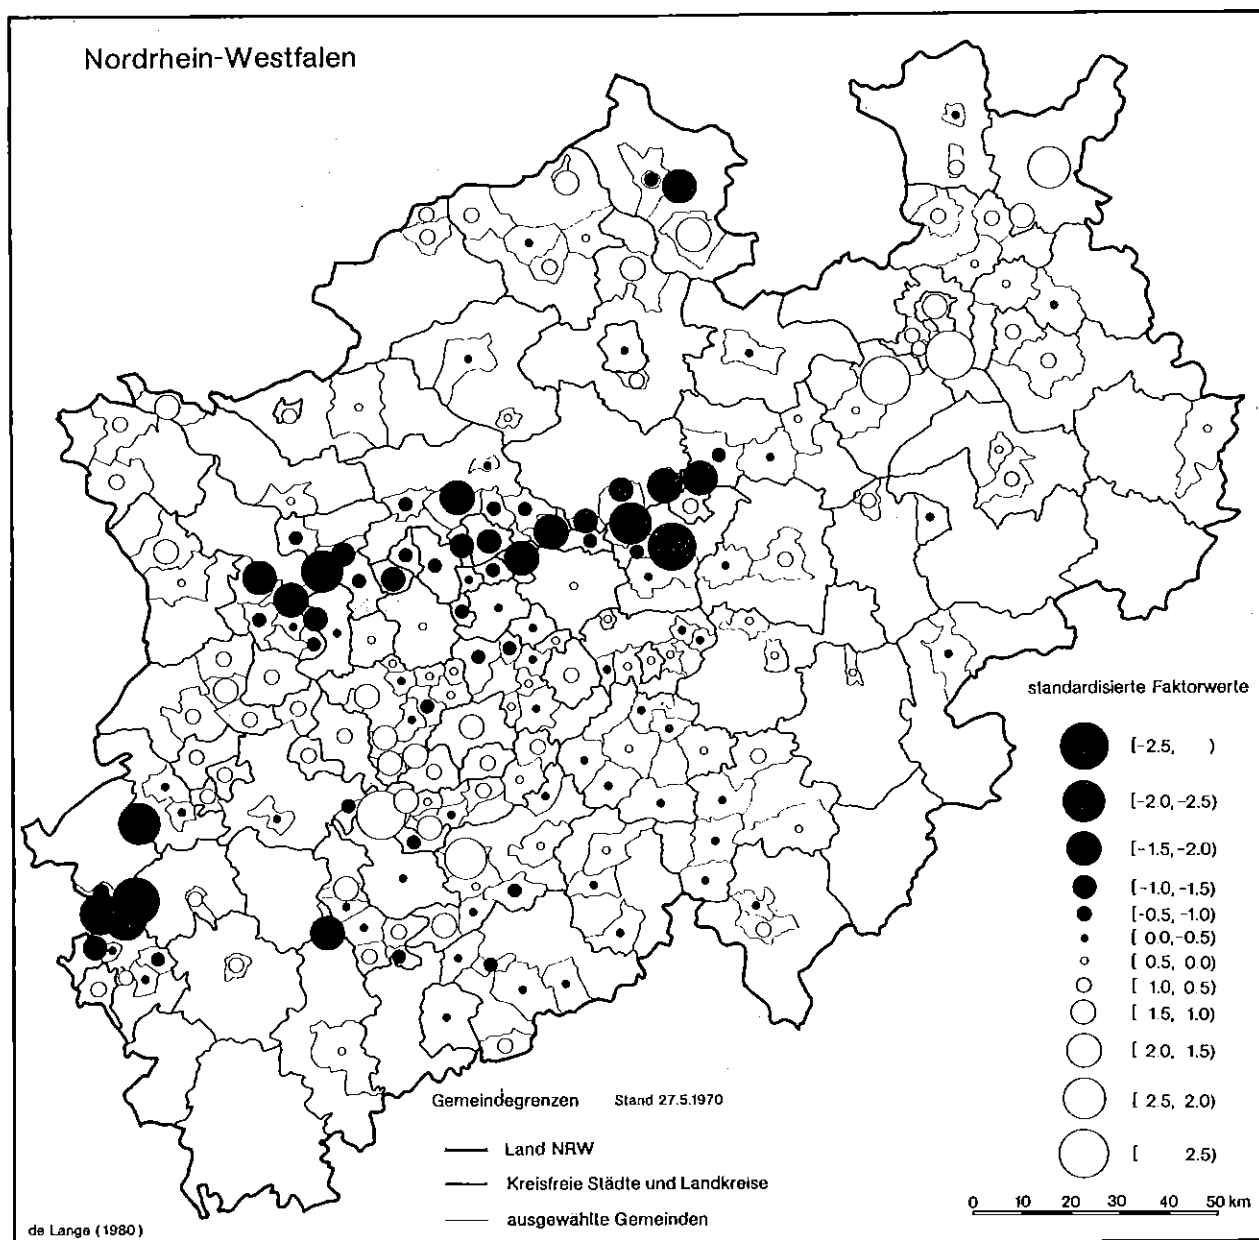 Nordrhein-Westfalen
standardisierte Faktorwerte
[-2.5, )
[-2.0, -2.5)
[-1.5, -2.0)
[-1.0, -1.5)
[-0.5, -1.0)
[ 0.0, -0.5)
[ 0.5, 0.0)
[ 1.0, 0.5)
[ 1.5, 1.0)
[ 2.0, 1.5)
[ 2.5, 2.0)
[ 2.5)
Gemeindegrenzen Stand 27.5.1970
Land NRW
Kreisfreie Städte und Landkreise
ausgewählte Gemeinden
0 10 20 30 40 50 km
de Lange (1980)